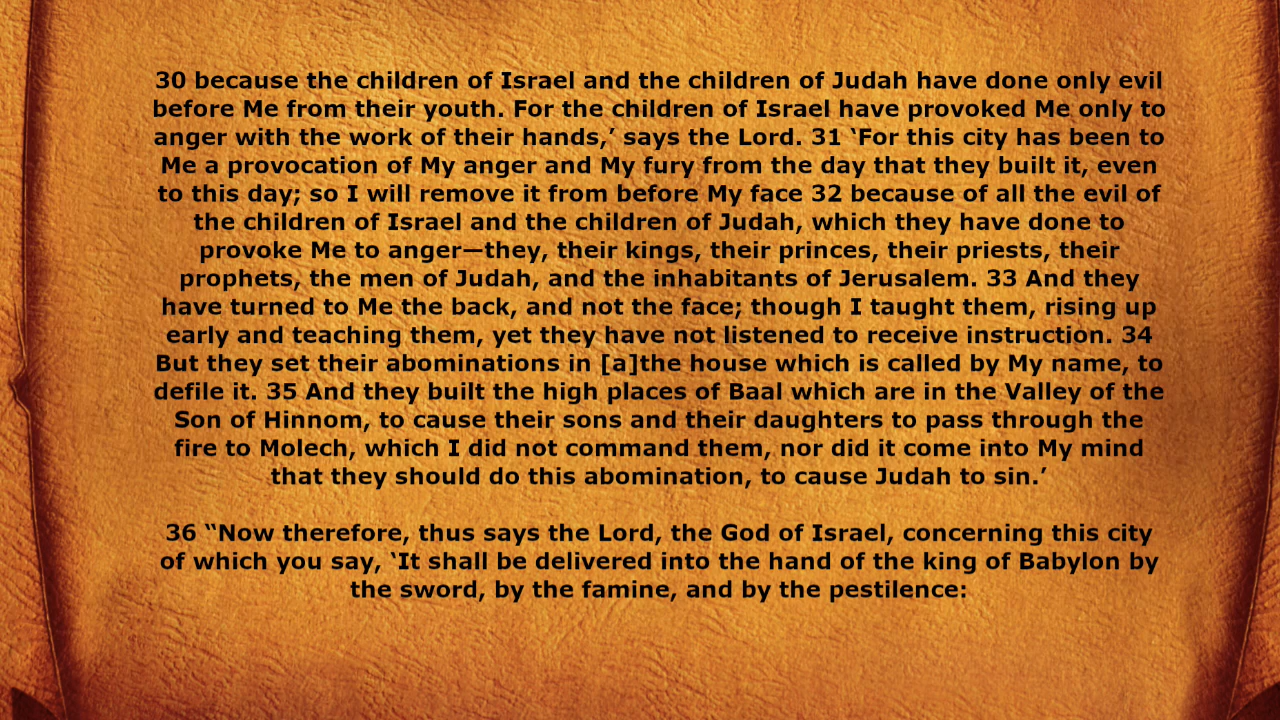 30 because the children of Israel and the children of Judah have done only evil
before Me from their youth. For the children of Israel have provoked Me only to
anger with the work of their hands,’ says the Lord. 31 ‘For this city has been to
Me a provocation of My anger and My fury from the day that they built it, even
to this day; so I will remove it from before My face 32 because of all the evil of
the children of Israel and the children of Judah, which they have done to
provoke Me to anger—they, their kings, their princes, their priests, their
prophets, the men of Judah, and the inhabitants of Jerusalem. 33 And they
have turned to Me the back, and not the face; though I taught them, rising up
early and teaching them, yet they have not listened to receive instruction. 34
But they set their abominations in [a]the house which is called by My name, to
defile it. 35 And they built the high places of Baal which are in the Valley of the
Son of Hinnom, to cause their sons and their daughters to pass through the
fire to Molech, which I did not command them, nor did it come into My mind
that they should do this abomination, to cause Judah to sin.’
36 “Now therefore, thus says the Lord, the God of Israel, concerning this city
of which you say, ‘It shall be delivered into the hand of the king of Babylon by
the sword, by the famine, and by the pestilence: